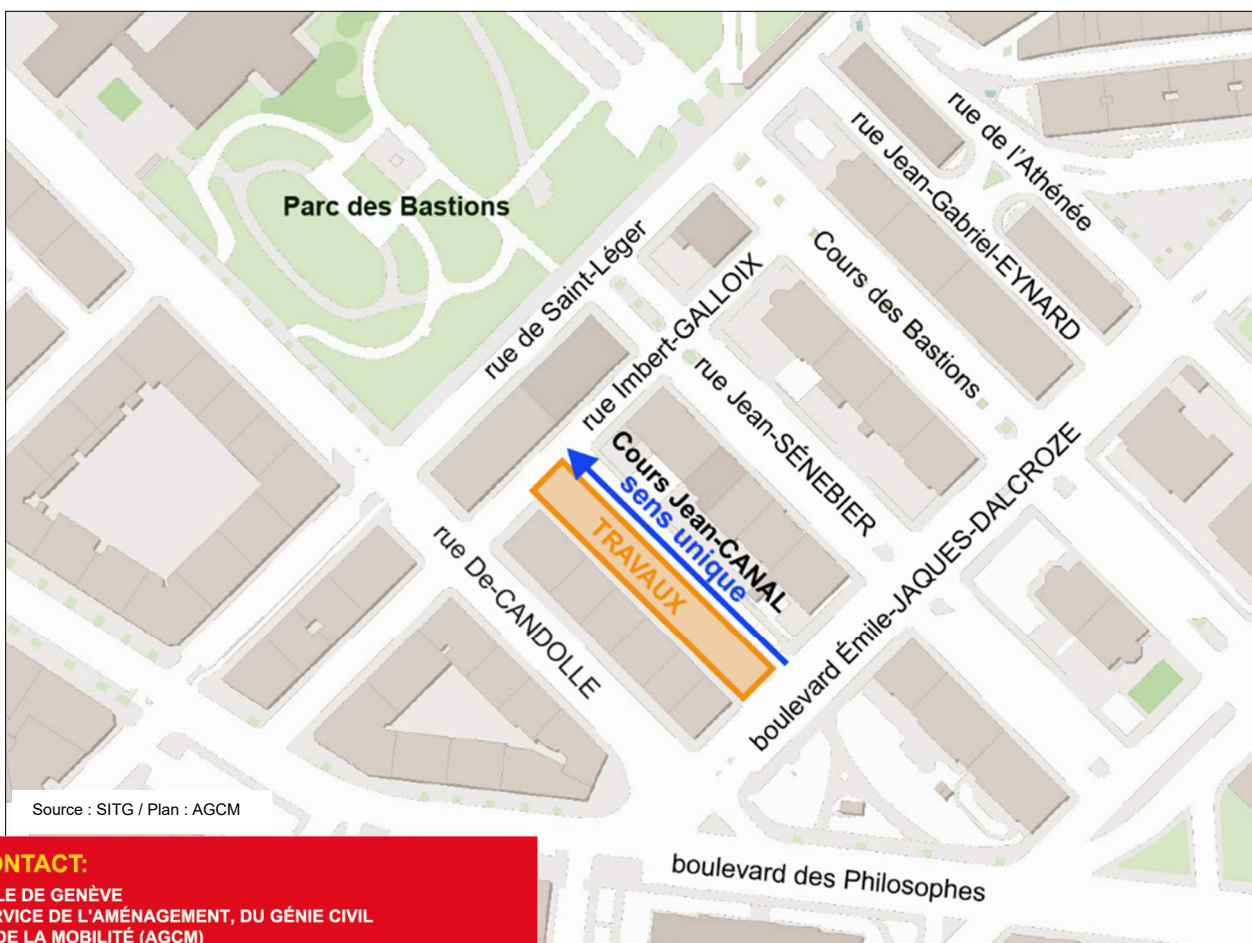 rue de l'Athénée
rue Jean-Gabriel-EYNARD
Parc des Bastions
Cours des Bastions
rue de Saint-Léger
rue Imbert-GALLOIX
rue Jean-SÉNEBIER
Cours Jean-CANAL
sens unique
TRAVAUX
rue De-CANDOLLE
boulevard Émile-JAQUES-DALCROZE
Source : SITG / Plan : AGCM
boulevard des Philosophes
ONTACT:
LE DE GENÈVE
RVICE DE L'AMÉNAGEMENT, DU GÉNIE CIVIL
DE LA MOBILITÉ (AGCM)